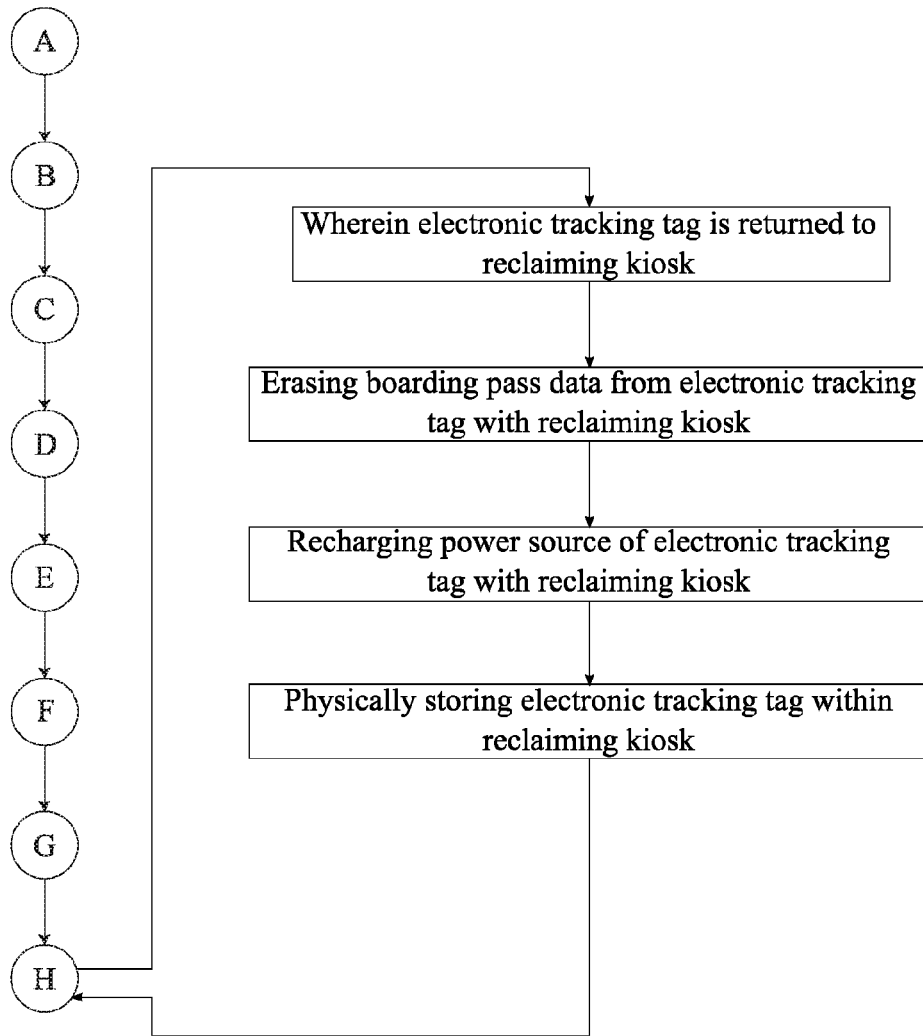 A
B
C
D
E
F
G
H
Wherein electronic tracking tag is returned to
reclaiming kiosk
Erasing boarding pass data from electronic tracking
tag with reclaiming kiosk
Recharging power source of electronic tracking
tag with reclaiming kiosk
Physically storing electronic tracking tag within
reclaiming kiosk